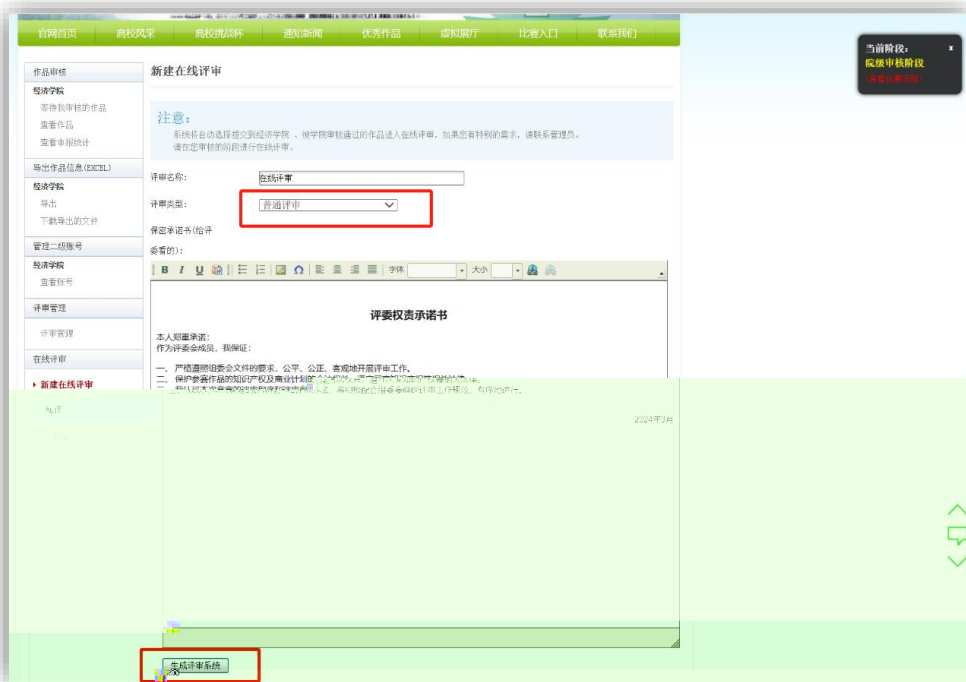 官网首页 高校风采 高校挑战杯 通知新闻 优秀作品 虚拟展厅 比赛入口 联系我们
当前阶段：
院级审核阶段
作品审核
经济学院
等待我审核的作品
查看作品
查看申报统计
导出作品信息(EXCEL)
经济学院
导出
下载导出的文件
管理二级账号
经济学院
查看账号
评审管理
评审管理
在线评审
新建在线评审
新建在线评审
注意：
系统将自动选择提交到经济学院 、被学院审核通过的作品进入在线评审，如果您有特别的需求，请联系管理员。
请在您审核的阶段进行在线评审。
评审名称： 在线评审
评审类型： 普通评审
保密承诺书(给评
委看的)：
B I U 字体 大小
评委权责承诺书
本人郑重承诺：
作为评委会成员，我保证：
一、 严格遵照组委会文件的要求，公平、公正、客观地开展评审工作。
二、 保护参赛作品的知识产权及商业计划
2024年3月
生成评审系统